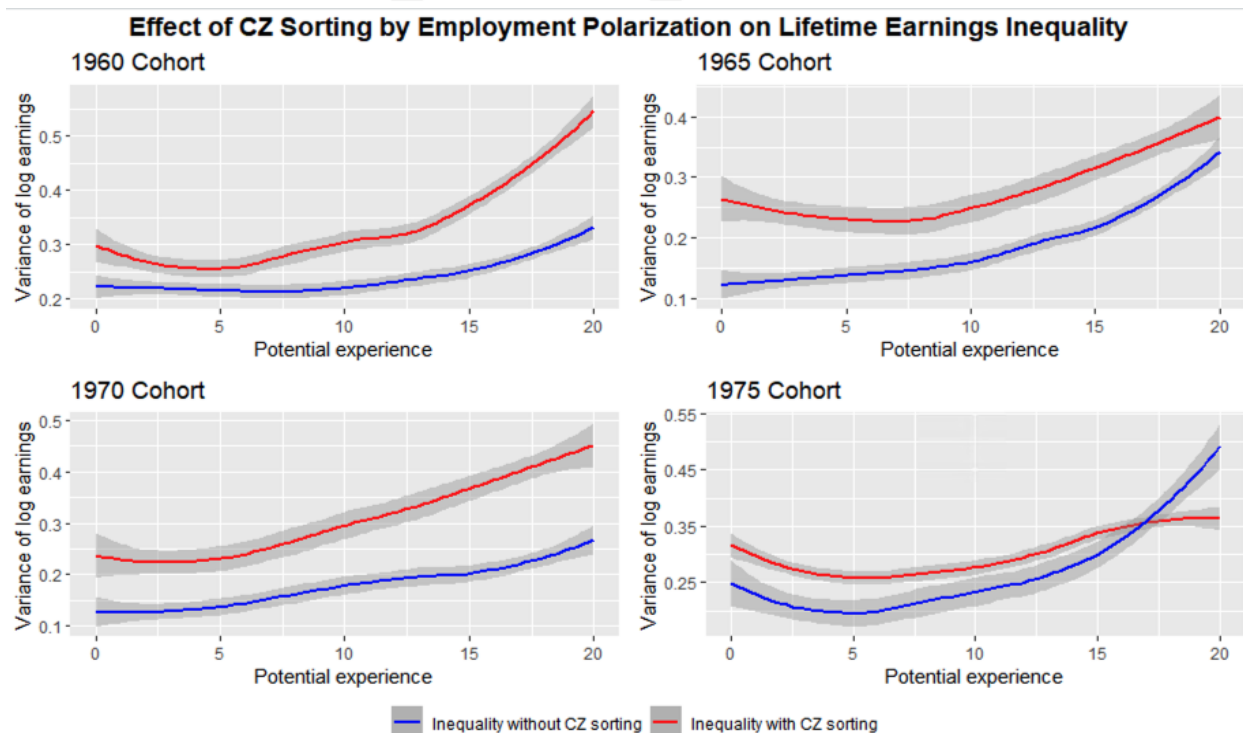 Effect of CZ Sorting by Employment Polarization on Lifetime Earnings Inequality
1960 Cohort
Variance of log earnings
0.5
0.4
0.3
0.2
0 5 10 15 20
Potential experience
1965 Cohort
Variance of log earnings
0.4
0.3
0.2
0.1
0 5 10 15 20
Potential experience
1970 Cohort
Variance of log earnings
0.5
0.4
0.3
0.2
0.1
0 5 10 15 20
Potential experience
1975 Cohort
Variance of log earnings
0.55
0.45
0.35
0.25
0 5 10 15 20
Potential experience
Inequality without CZ sorting Inequality with CZ sorting